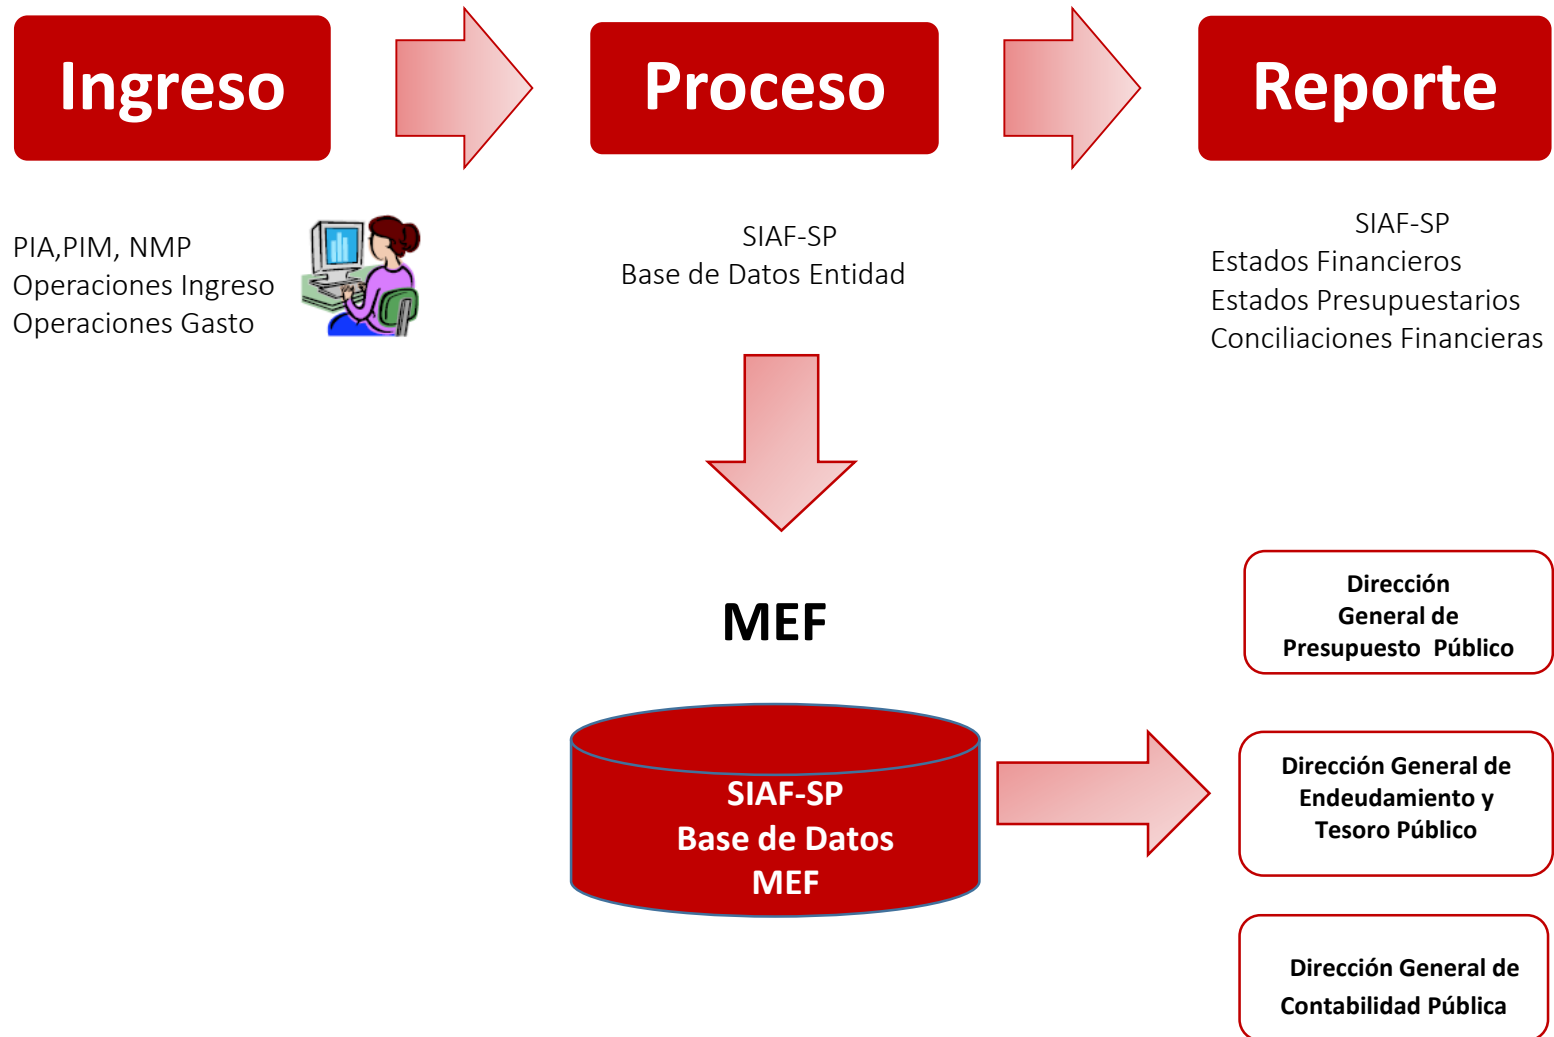 Ingreso
Proceso
Reporte
PIA,PIM, NMP
Operaciones Ingreso
Operaciones Gasto
SIAF-SP
Base de Datos Entidad
SIAF-SP
Estados Financieros
Estados Presupuestarios
Conciliaciones Financieras
MEF
SIAF-SP
Base de Datos
MEF
Dirección
General de
Presupuesto Público
Dirección General de
Endeudamiento y
Tesoro Público
Dirección General de
Contabilidad Pública